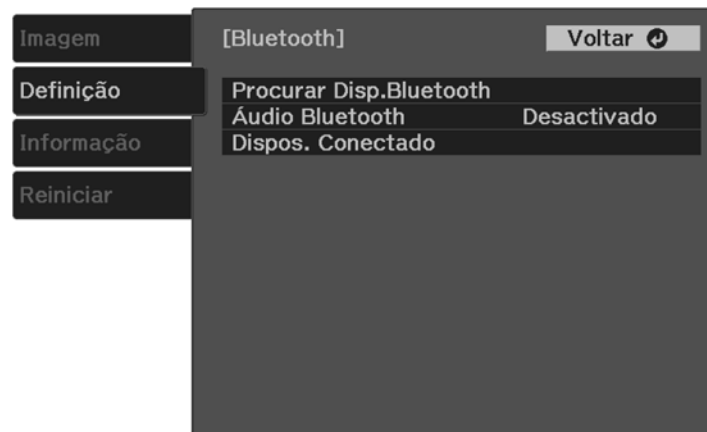 Imagem
Definição
Informação
Reiniciar
[Bluetooth]
Voltar
Procurar Disp.Bluetooth
Áudio Bluetooth Desactivado
Dispos. Conectado